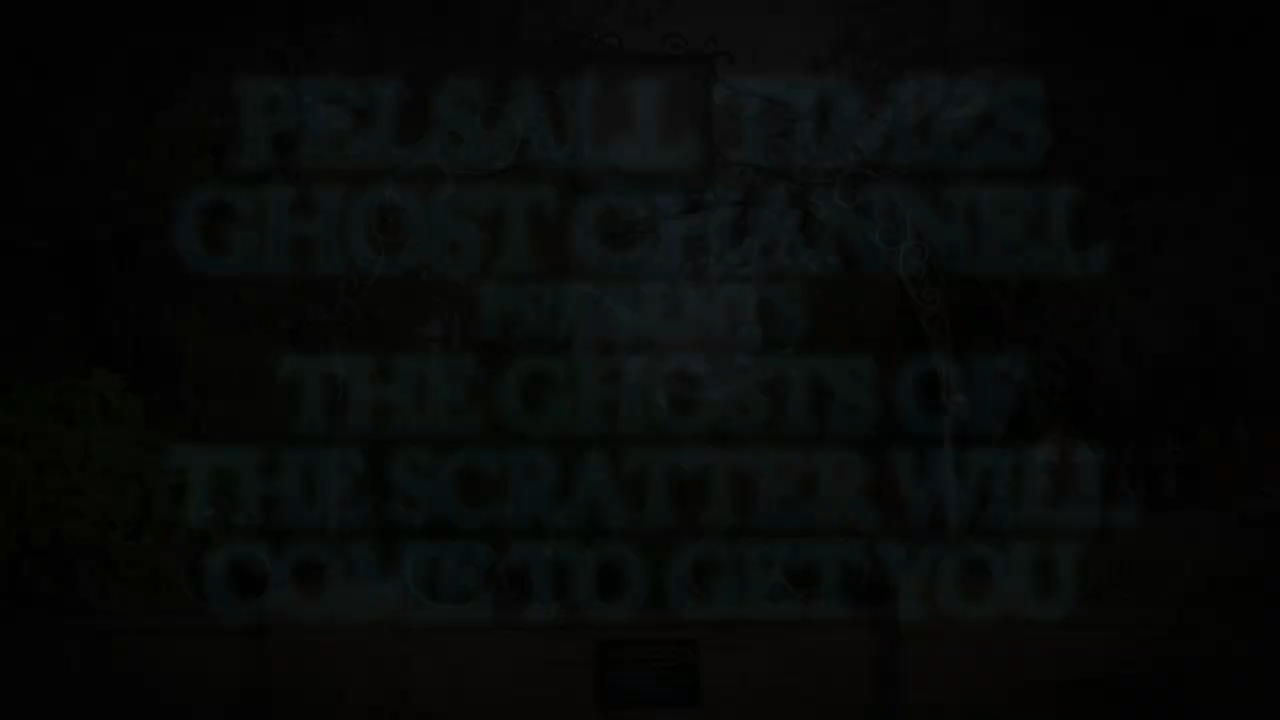 PELSALL TIMES
GHOST CHANNEL
PRESENTS
THE GHOSTS OF
THE SCRATTER WILL
COME TO GET YOU